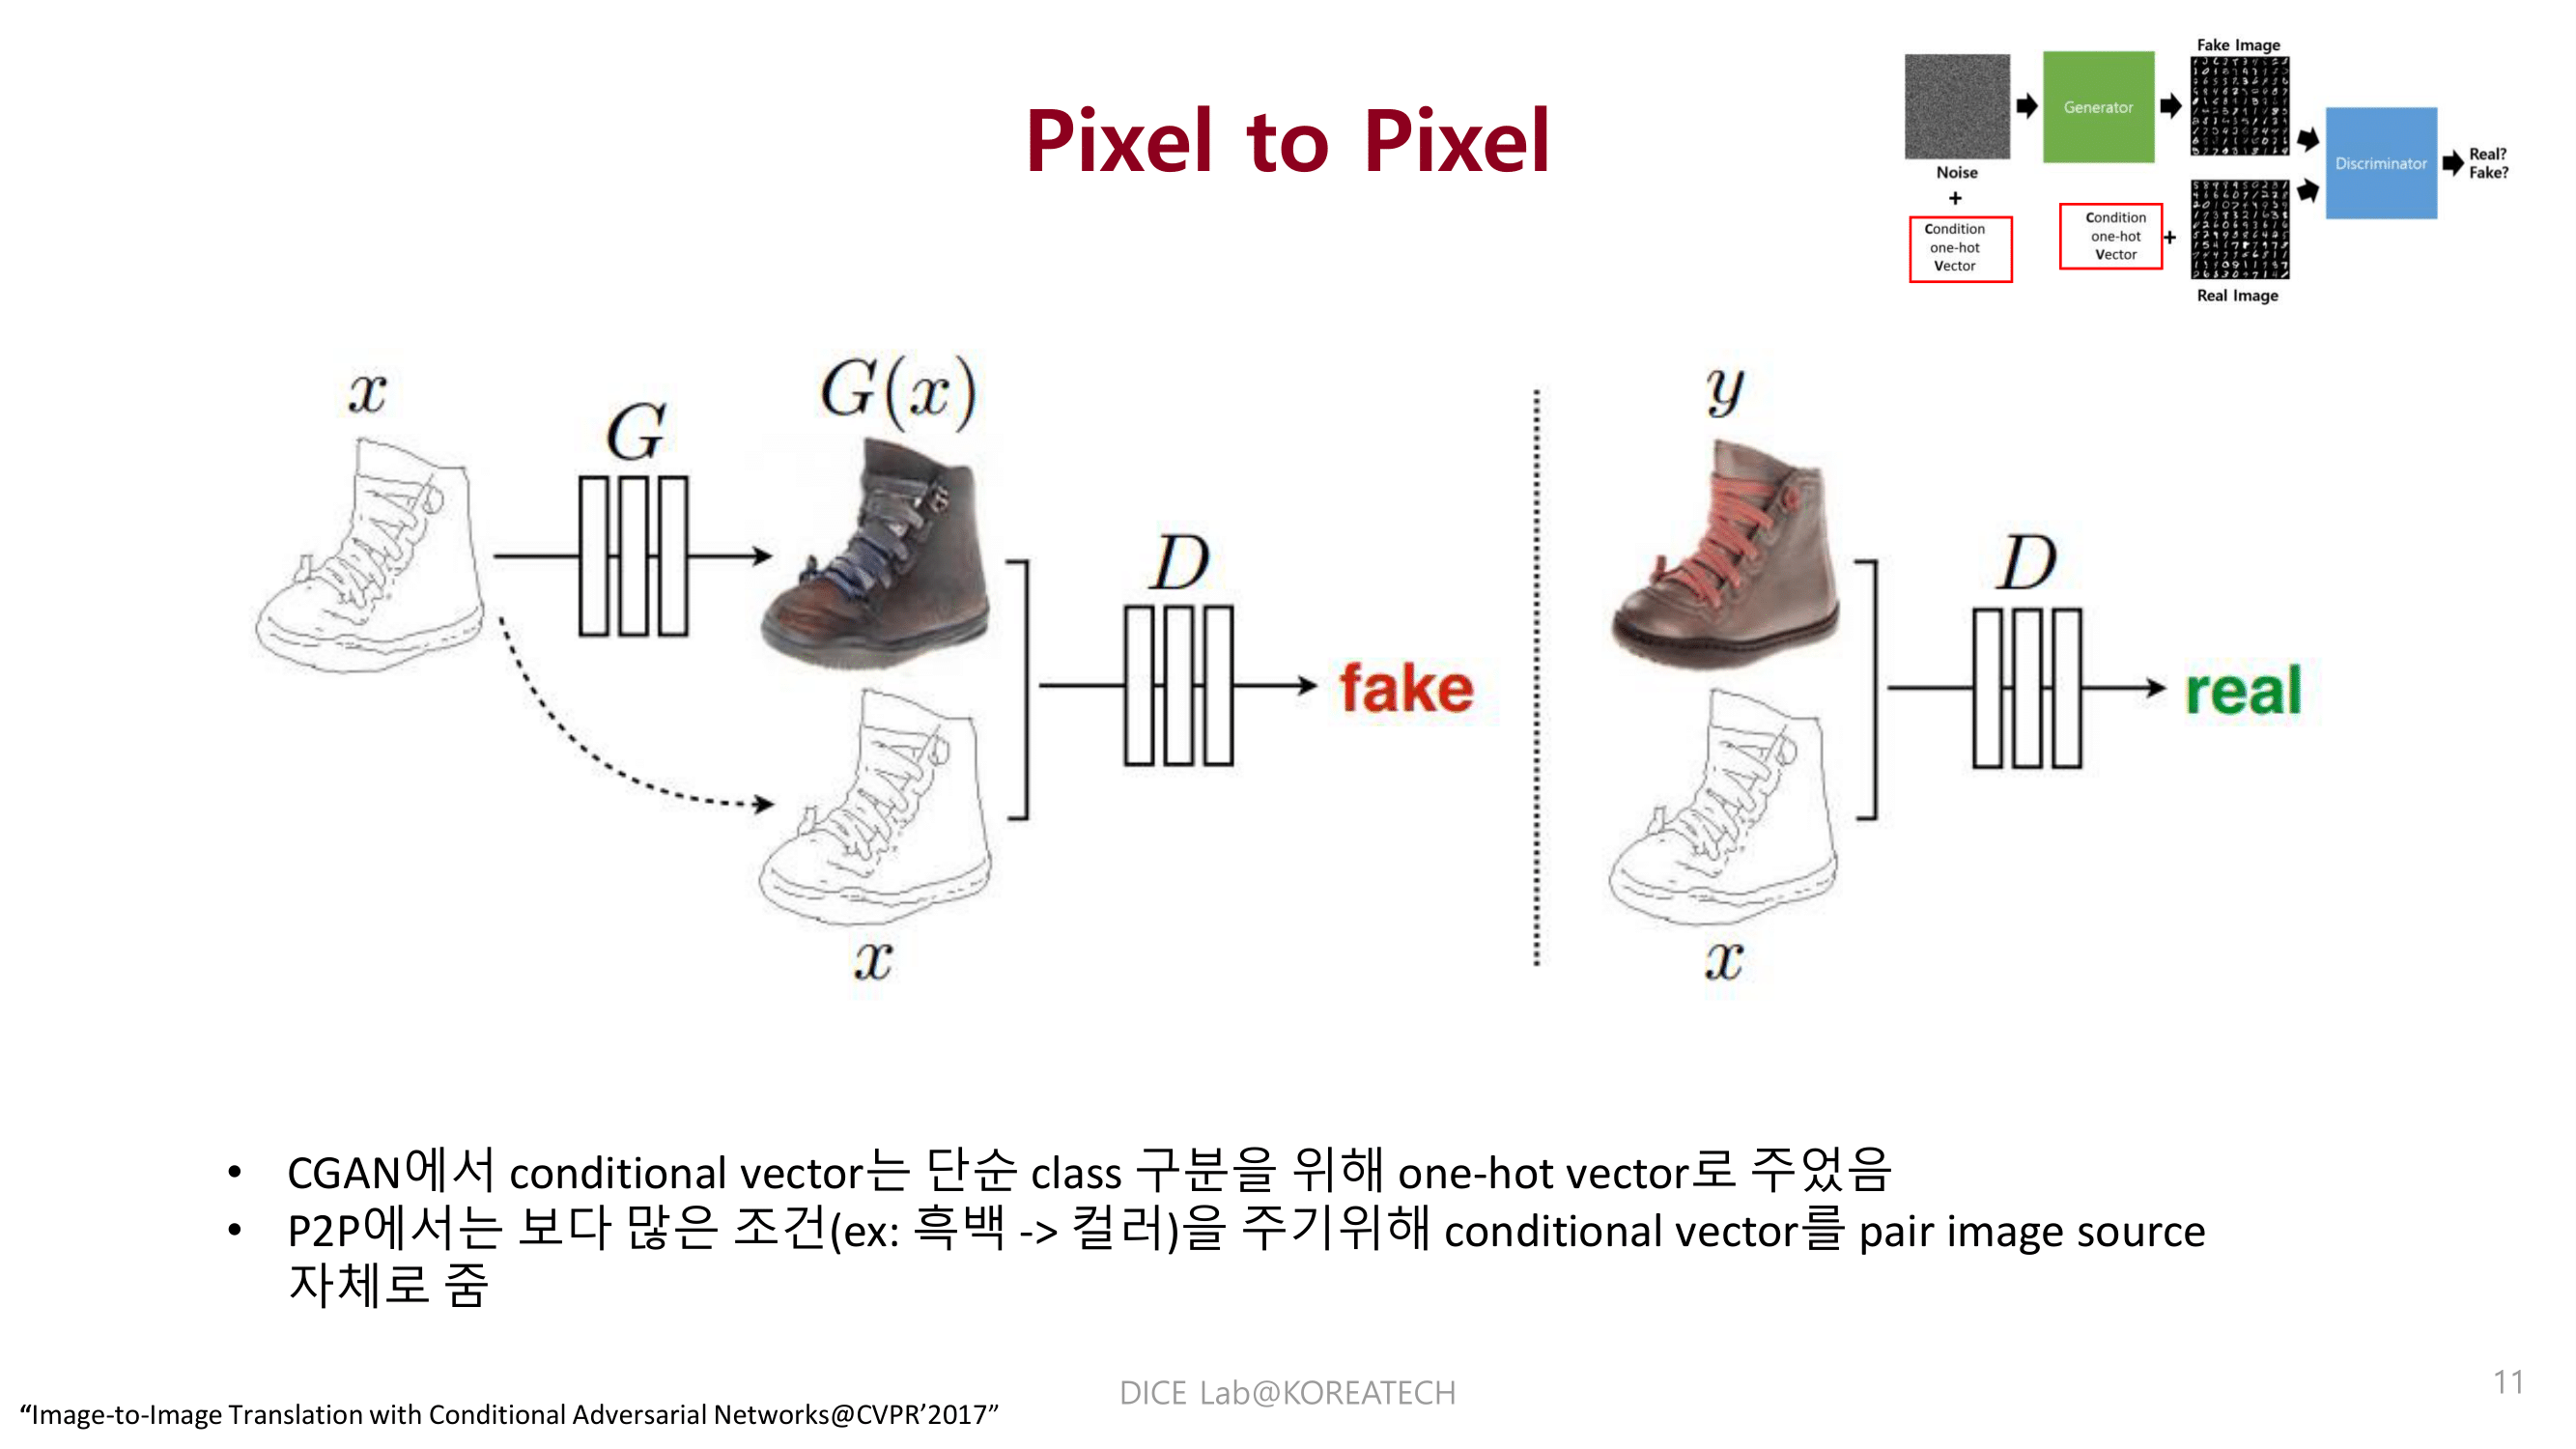 Pixel to Pixel
Fake Image
Generator
Discriminator
Real?
Fake?
Noise
+
Condition
one-hot
Vector
Condition
one-hot
Vector
+
Real Image
x
G
G(x)
D
fake
x
y
D
real
x
• CGAN에서 conditional vector는 단순 class 구분을 위해 one-hot vector로 주었음
• P2P에서는 보다 많은 조건(ex: 흑백 -> 컬러)을 주기위해 conditional vector를 pair image source
자체로 줌
DICE Lab@KOREATECH
11
“Image-to-Image Translation with Conditional Adversarial Networks@CVPR’2017”